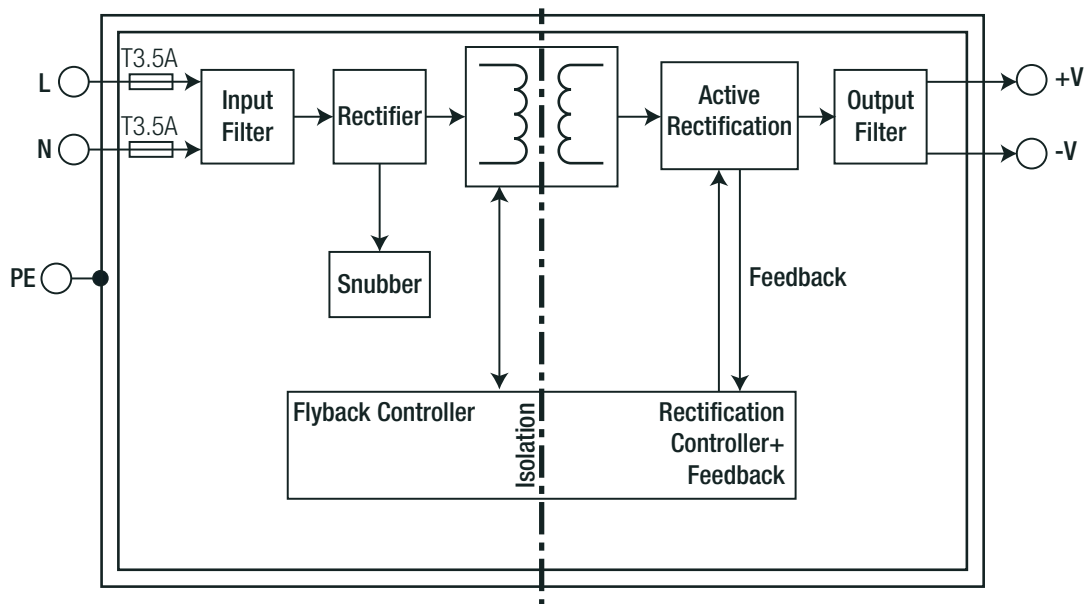 T3.5A
L
Input
Filter
Rectifier
Active
Rectification
Output
Filter
+V
T3.5A
N
-V
PE
Snubber
Feedback
Flyback Controller
Isolation
Rectification
Controller+
Feedback